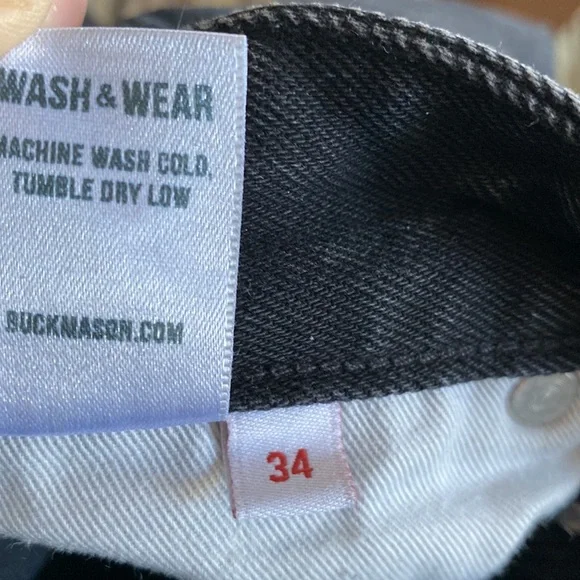 WASH & WEAR
MACHINE WASH COLD.
TUMBLE DRY LOW
BUCKMASON.COM
34